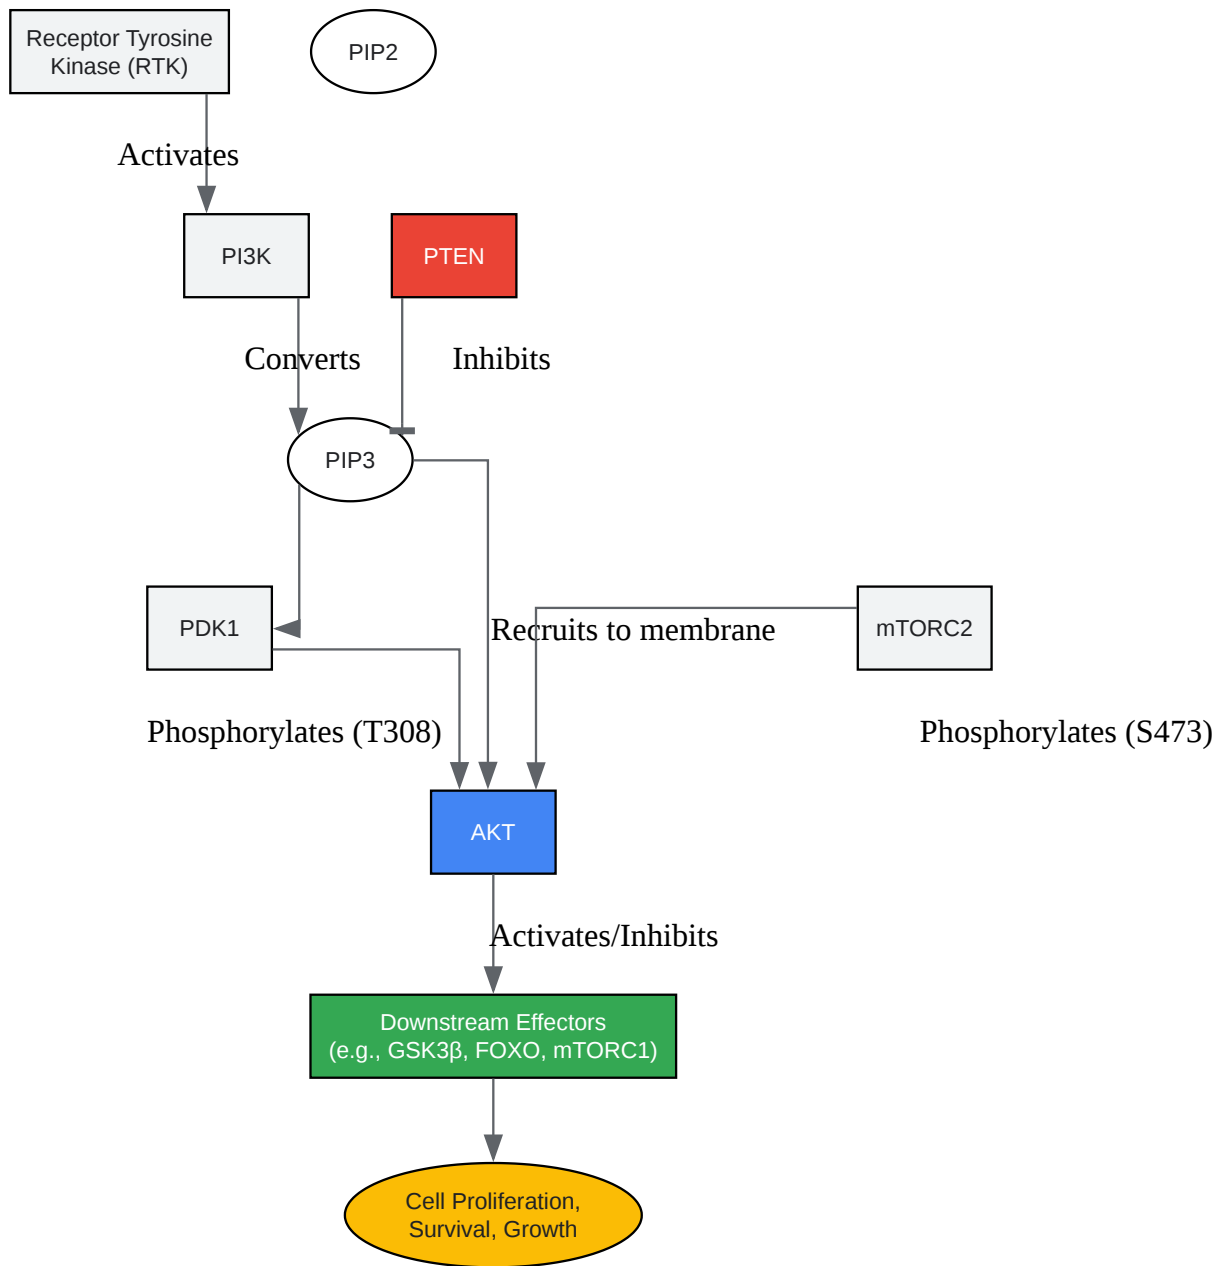 Receptor Tyrosine
Kinase (RTK)
PIP2
Activates
PI3K
PTEN
Converts
Inhibits
PIP3
PDK1
Recruits to membrane
mTORC2
Phosphorylates (T308)
Phosphorylates (S473)
AKT
Activates/Inhibits
Downstream Effectors
(e.g., GSK3β, FOXO, mTORC1)
Cell Proliferation,
Survival, Growth